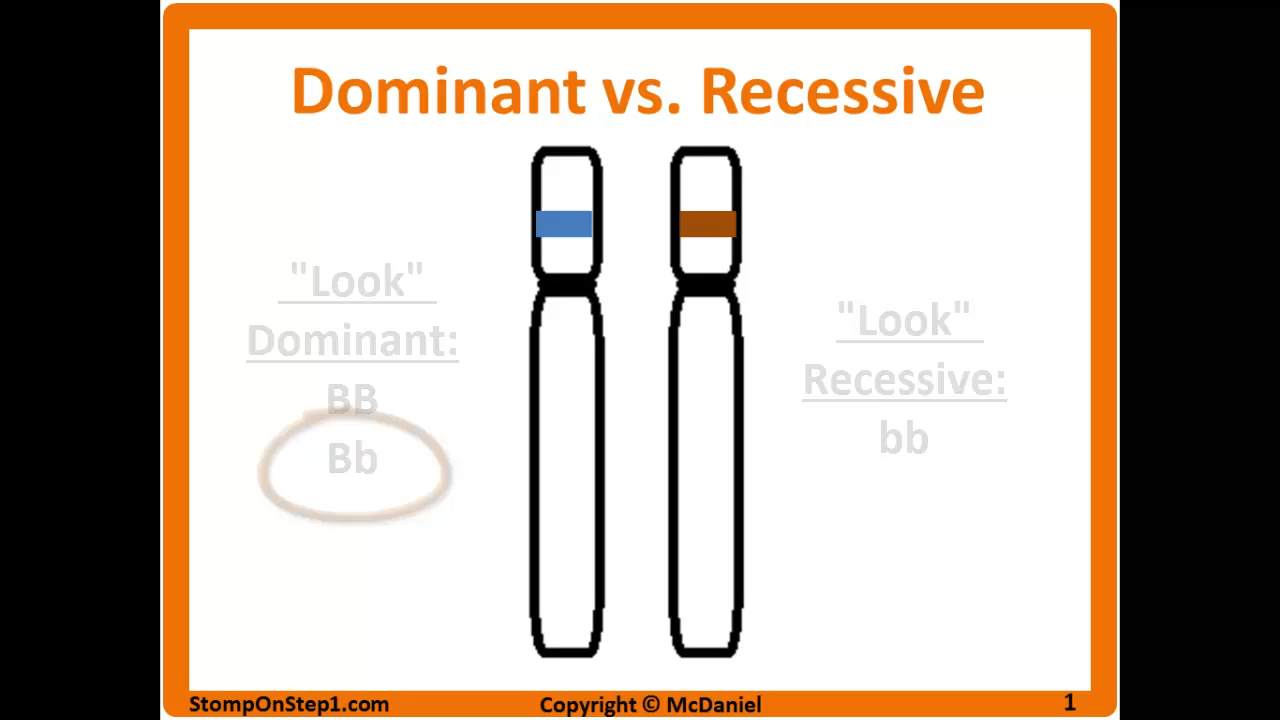 Dominant vs. Recessive
"Look"
Dominant:
BB
Bb
"Look"
Recessive:
bb
StompOnStep1.com
Copyright © McDaniel
1